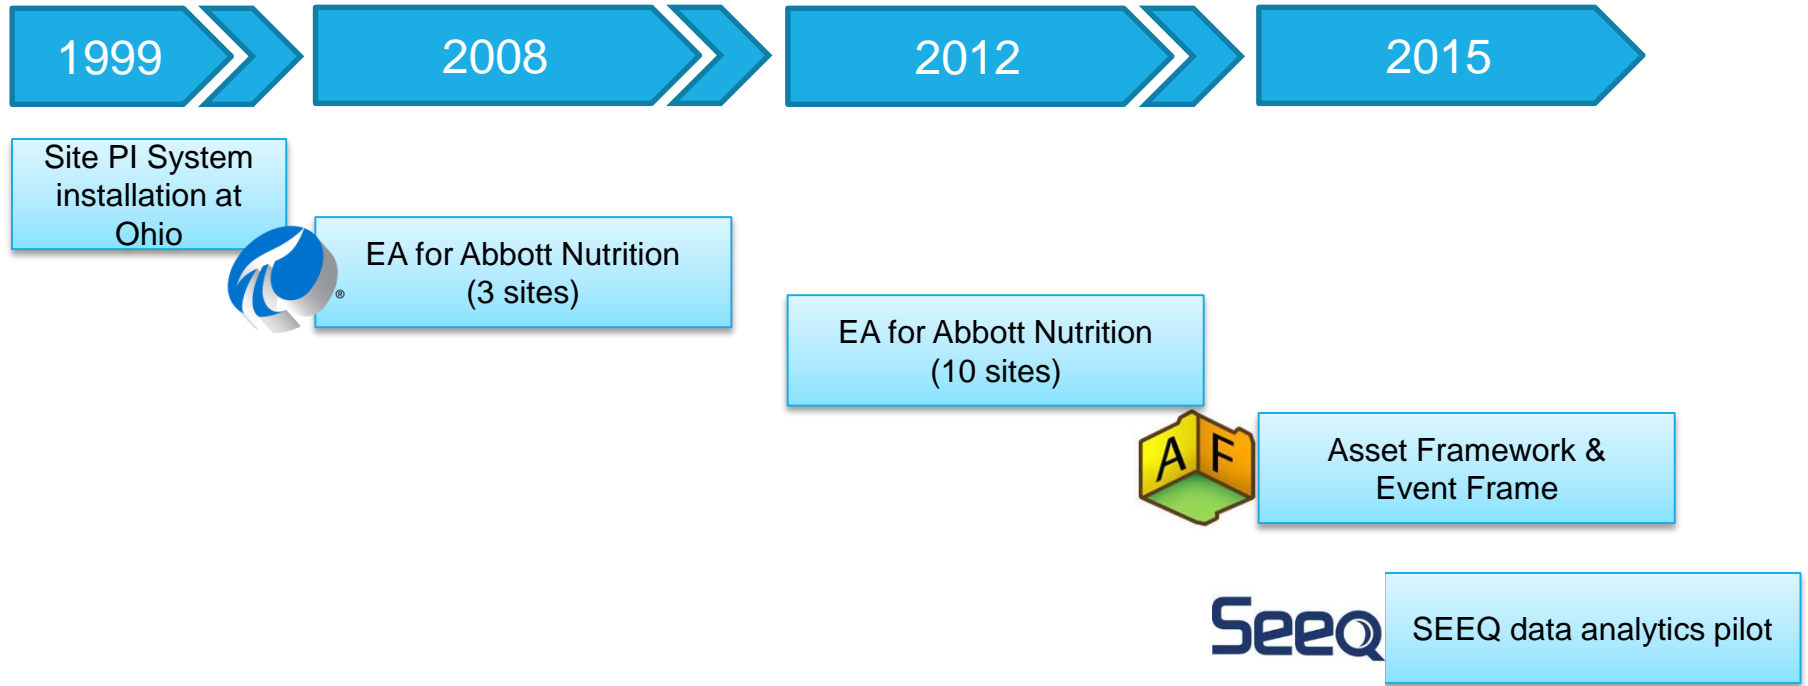 1999
2008
2012
2015
Site PI System
installation at
Ohio
®
EA for Abbott Nutrition
(3 sites)
EA for Abbott Nutrition
(10 sites)
A F
Asset Framework &
Event Frame
Seeq
SEEQ data analytics pilot